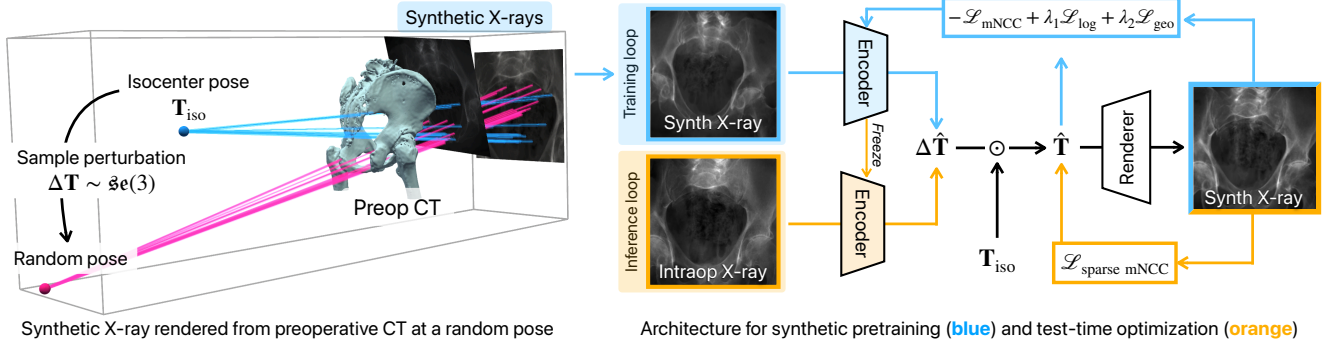 Synthetic X-rays
Isocenter pose
T_iso
Sample perturbation
ΔT ∼ 𝔰𝔢(3)
Random pose
Preop CT
Synthetic X-ray rendered from preoperative CT at a random pose
Training loop
Synth X-ray
Inference loop
Intraop X-ray
Encoder
Freeze
Encoder
ΔT̂
⊙
T_iso
T̂
Renderer
−ℒ_mNCC + λ₁ℒ_log + λ₂ℒ_geo
Synth X-ray
ℒ_sparse mNCC
Architecture for synthetic pretraining (blue) and test-time optimization (orange)